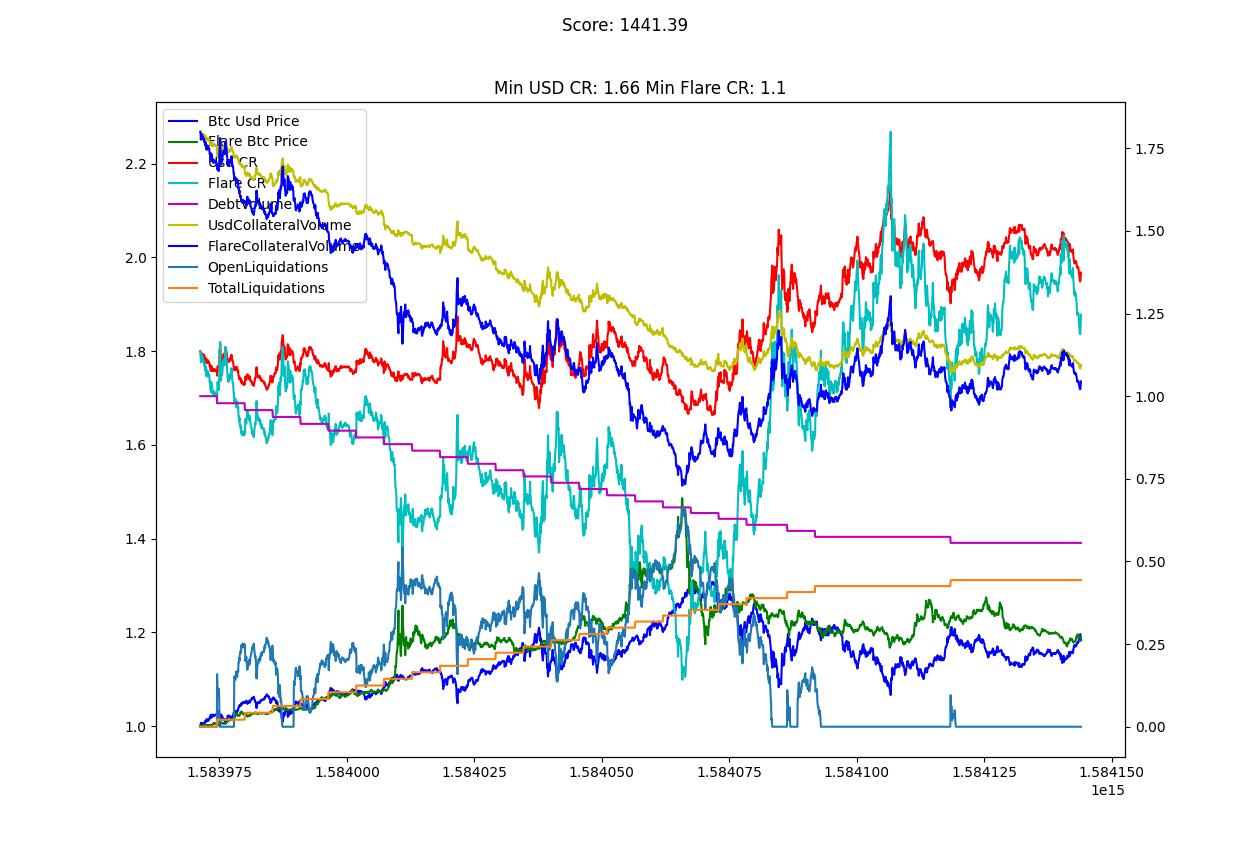 Score: 1441.39
Min USD CR: 1.66 Min Flare CR: 1.1
Btc Usd Price
Flare Btc Price
Usd CR
Flare CR
DebtVolume
UsdCollateralVolume
FlareCollateralVolume
OpenLiquidations
TotalLiquidations
2.2
2.0
1.8
1.6
1.4
1.2
1.0
1.75
1.50
1.25
1.00
0.75
0.50
0.25
0.00
1.583975
1.584000
1.584025
1.584050
1.584075
1.584100
1.584125
1.584150
1e15